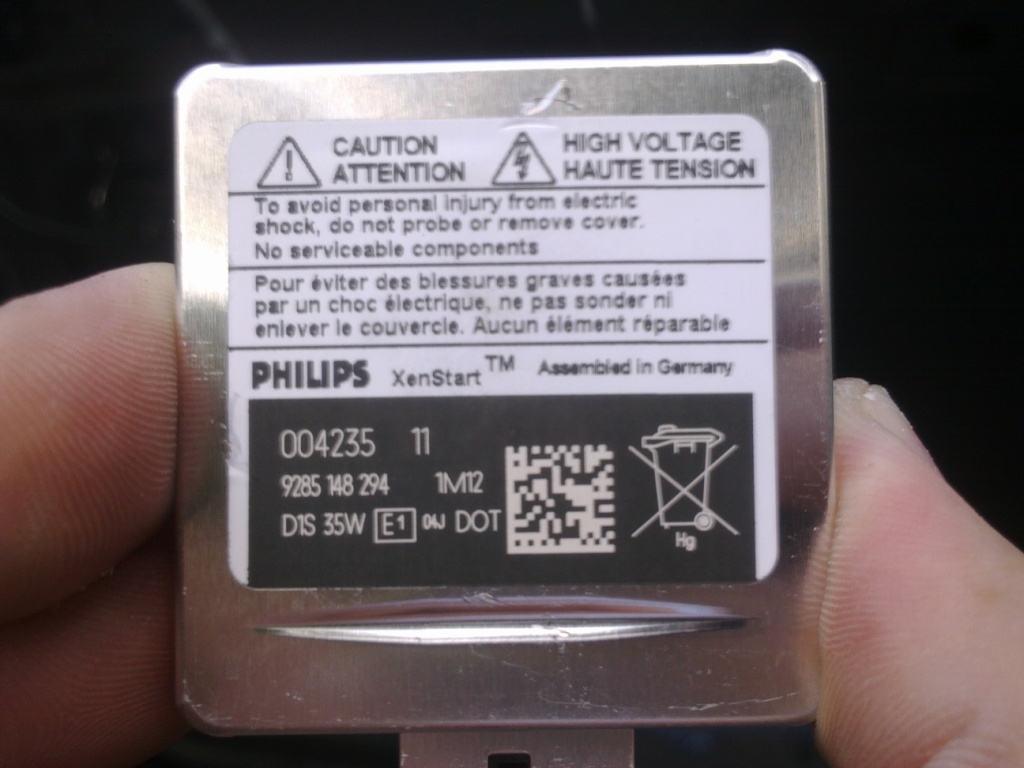 CAUTION
ATTENTION
HIGH VOLTAGE
HAUTE TENSION
To avoid personal injury from electric
shock, do not probe or remove cover.
No serviceable components
Pour éviter des blessures graves causées
par un choc électrique, ne pas sonder ni
enlever le couvercle. Aucun élément réparable
PHILIPS XenStart™ Assembled in Germany
004235 11
9285 148 294 1M12
D1S 35W E1 04J DOT
Hg